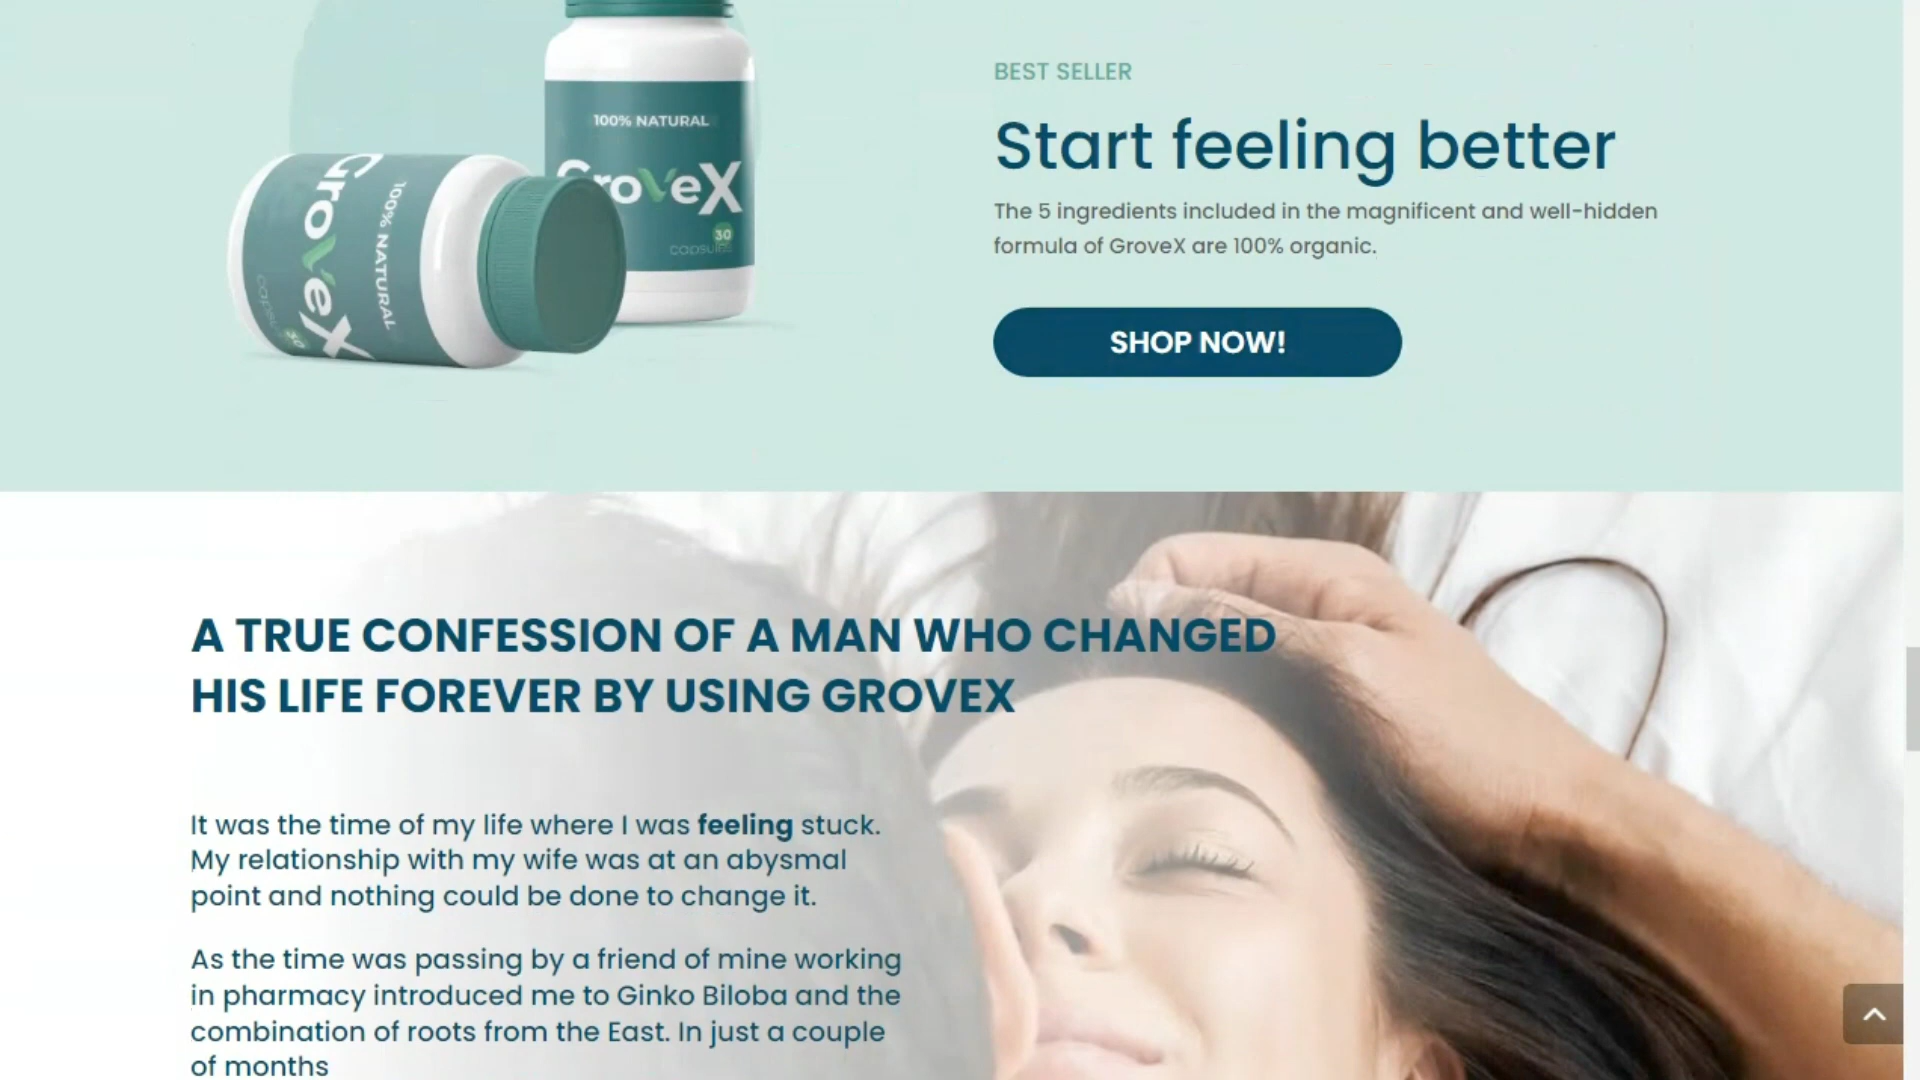 100% NATURAL
GroveX
30
capsule
100% NATURAL
GroveX
30
BEST SELLER
Start feeling better
The 5 ingredients included in the magnificent and well-hidden
formula of GroveX are 100% organic.
SHOP NOW!
A TRUE CONFESSION OF A MAN WHO CHANGED
HIS LIFE FOREVER BY USING GROVEX
It was the time of my life where I was feeling stuck.
My relationship with my wife was at an abysmal
point and nothing could be done to change it.
As the time was passing by a friend of mine working
in pharmacy introduced me to Ginko Biloba and the
combination of roots from the East. In just a couple
of months